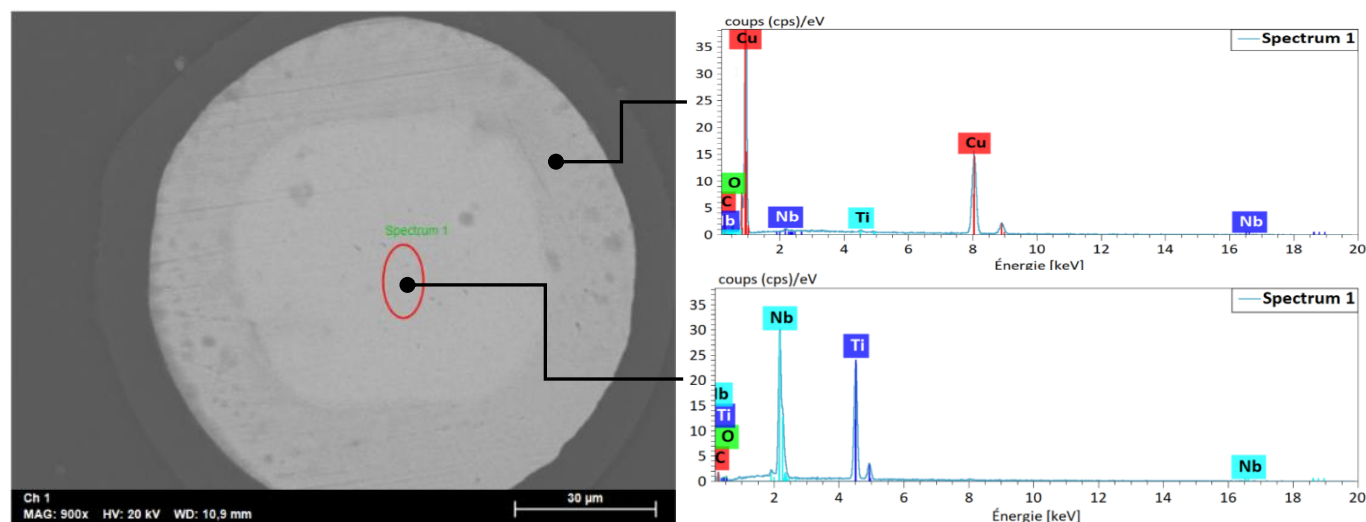 Spectrum 1
Ch 1
MAG: 900x HV: 20 kV WD: 10,9 mm
30 µm
coups (cps)/eV
Spectrum 1
35
30
25
20
15
10
5
0
Cu
Cu
O
C
Nb
Ti
Nb
2 4 6 8 10 12 14 16 18 20
Énergie [keV]
coups (cps)/eV
Spectrum 1
35
30
25
20
15
10
5
0
Nb
Ti
Ti
O
C
Nb
2 4 6 8 10 12 14 16 18 20
Énergie [keV]